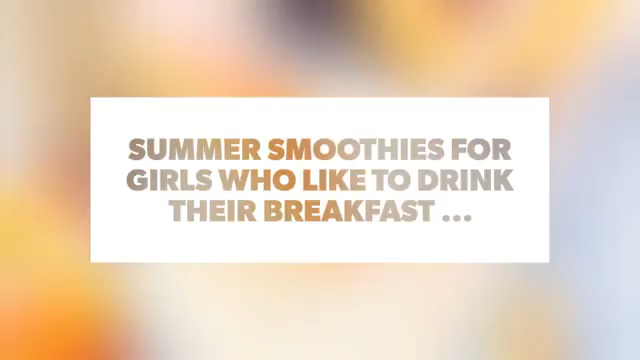 SUMMER SMOOTHIES FOR
GIRLS WHO LIKE TO DRINK
THEIR BREAKFAST ...